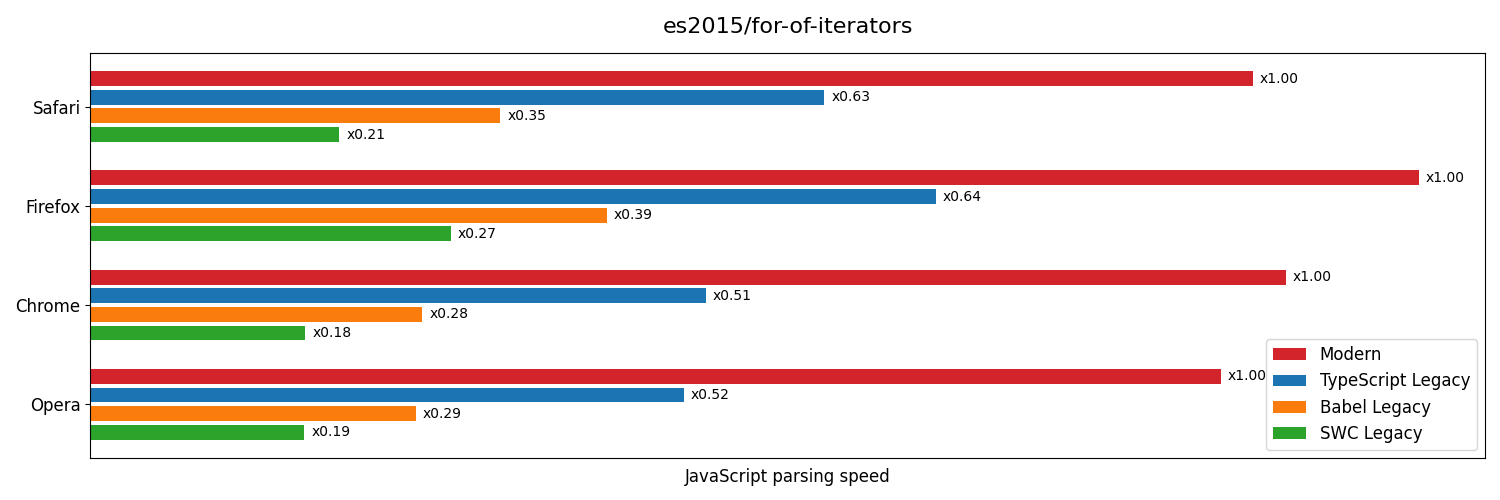 es2015/for-of-iterators
Safari
x1.00
x0.63
x0.35
x0.21
Firefox
x1.00
x0.64
x0.39
x0.27
Chrome
x1.00
x0.51
x0.28
x0.18
Opera
x1.00
x0.52
x0.29
x0.19
Modern
TypeScript Legacy
Babel Legacy
SWC Legacy
JavaScript parsing speed